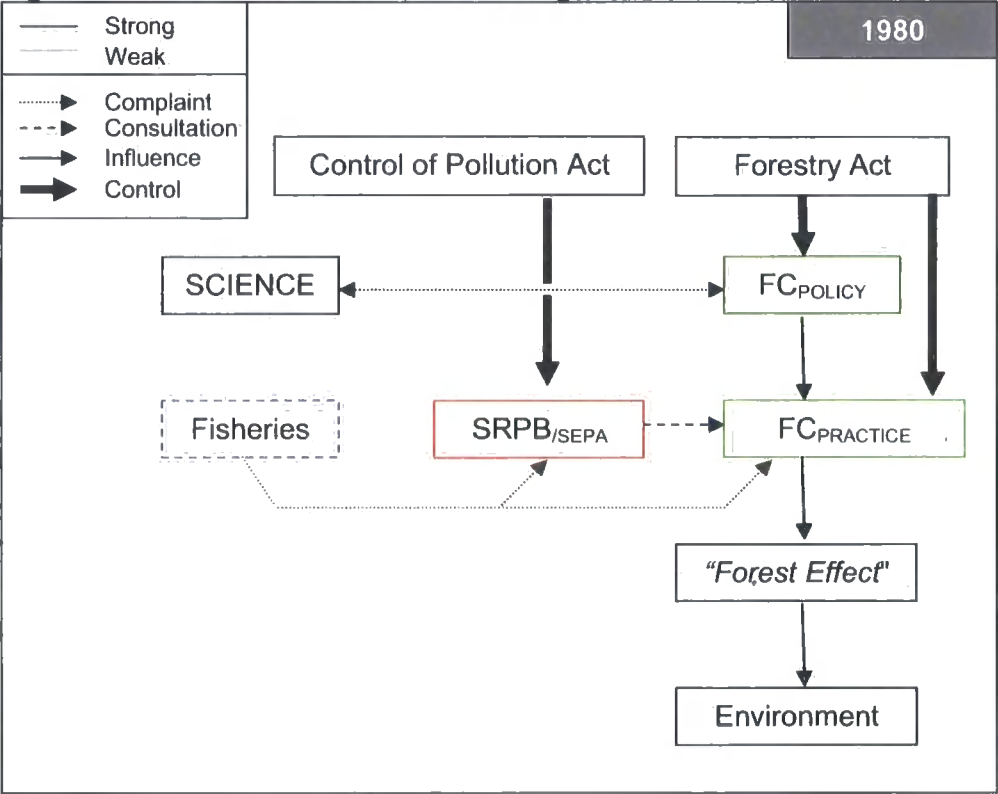 Strong
Weak
1980
Complaint
Consultation
Influence
Control
Control of Pollution Act
Forestry Act
SCIENCE
FCPOLICY
Fisheries
SRPB/SEPA
FCPRACTICE
"Forest Effect"
Environment